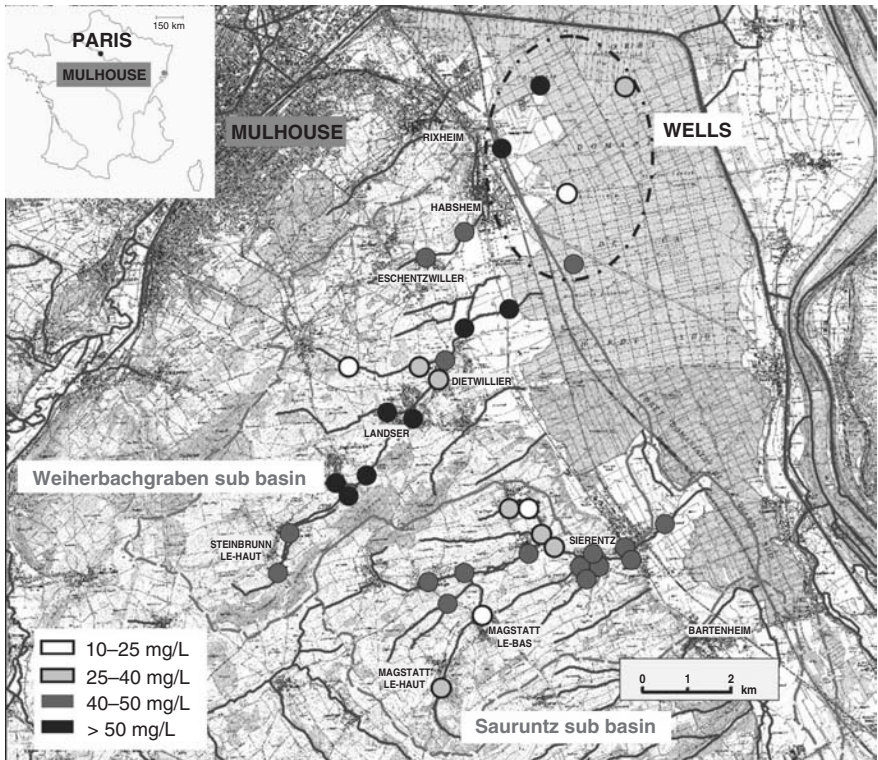 150 km
PARIS
MULHOUSE
MULHOUSE
WELLS
RIXHEIM
HABSHEM
ESCHENTZWILLER
DIETWILLIER
LANDSER
Weiherbachgraben sub basin
STEINBRUNN
LE-HAUT
SIERENTZ
MAGSTATT
LE-BAS
BARTENHEIM
MAGSTATT
LE-HAUT
Sauruntz sub basin
10–25 mg/L
25–40 mg/L
40–50 mg/L
> 50 mg/L
0 1 2
km